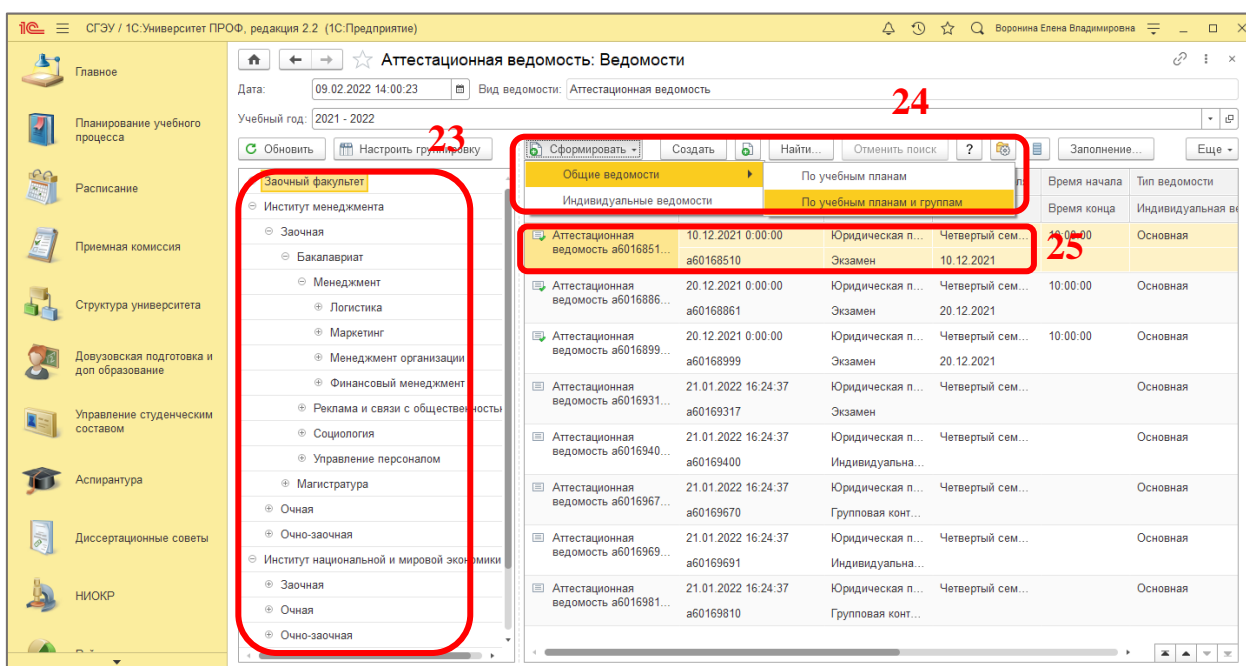 1С СГЭУ / 1С:Университет ПРОФ, редакция 2.2 (1С:Предприятие) Воронина Елена Владимировна
Главное
Планирование учебного
процесса
Расписание
Приемная комиссия
Структура университета
Довузовская подготовка и
доп образование
Управление студенческим
составом
Аспирантура
Диссертационные советы
НИОКР
Аттестационная ведомость: Ведомости
Дата: 09.02.2022 14:00:23 Вид ведомости: Аттестационная ведомость
Учебный год: 2021 - 2022
23
24
Обновить Настроить группировку Сформировать Создать Найти... Отменить поиск ? Заполнение... Еще
Общие ведомости По учебным планам
Индивидуальные ведомости По учебным планам и группам
Время начала Тип ведомости
Время конца Индивидуальная ве
Заочный факультет
Институт менеджмента
Заочная
Бакалавриат
Менеджмент
Логистика
Маркетинг
Менеджмент организации
Финансовый менеджмент
Реклама и связи с общественностью
Социология
Управление персоналом
Магистратура
Очная
Очно-заочная
Институт национальной и мировой экономики
Заочная
Очная
Очно-заочная
Аттестационная 10.12.2021 0:00:00 Юридическая п... Четвертый сем... 10:00:00 Основная
ведомость а6016851...
а60168510 Экзамен 10.12.2021
25
Аттестационная 20.12.2021 0:00:00 Юридическая п... Четвертый сем... 10:00:00 Основная
ведомость а6016886...
а60168861 Экзамен 20.12.2021
Аттестационная 20.12.2021 0:00:00 Юридическая п... Четвертый сем... 10:00:00 Основная
ведомость а6016899...
а60168999 Экзамен 20.12.2021
Аттестационная 21.01.2022 16:24:37 Юридическая п... Четвертый сем... Основная
ведомость а6016931...
а60169317 Экзамен
Аттестационная 21.01.2022 16:24:37 Юридическая п... Четвертый сем... Основная
ведомость а6016940...
а60169400 Индивидуальна...
Аттестационная 21.01.2022 16:24:37 Юридическая п... Четвертый сем... Основная
ведомость а6016967...
а60169670 Групповая конт...
Аттестационная 21.01.2022 16:24:37 Юридическая п... Четвертый сем... Основная
ведомость а6016969...
а60169691 Индивидуальна...
Аттестационная 21.01.2022 16:24:37 Юридическая п... Четвертый сем... Основная
ведомость а6016981...
а60169810 Групповая конт...